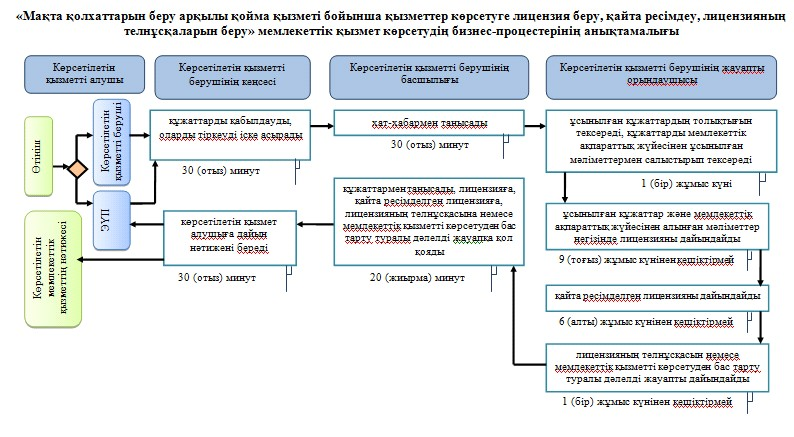 «Мақта қолхаттарын беру арқылы қойма қызметі бойынша қызметтер көрсетуге лицензия беру, қайта ресімдеу, лицензияның
телнұсқаларын беру» мемлекеттік қызмет көрсетудің бизнес-процестерінің анықтамалығы
Көрсетілетін
қызметті алушы
Көрсетілетін қызметті
берушінің кеңсесі
Көрсетілетін қызметті берушінің
басшылығы
Көрсетілетін қызметті берушінің жауапты
орындаушысы
Өтініш
Көрсетілетін
қызметті беруші
ЭҮП
құжаттарды қабылдауды,
оларды тіркеуді іске асырады
30 (отыз) минут
хат-хабармен танысады
30 (отыз) минут
ұсынылған құжаттардың толықтығын
тексереді, құжаттарды мемлекеттік
ақпараттық жүйесінен ұсынылған
мәліметтермен салыстырып тексереді
1 (бір) жұмыс күні
ұсынылған құжаттар және мемлекеттік
ақпараттық жүйесінен алынған мәліметтер
негізінде лицензияны дайындайды
9 (тоғыз) жұмыс күнінен кешіктірмей
қайта ресімделген лицензияны дайындайды
6 (алты) жұмыс күнінен кешіктірмей
лицензияның телнұсқасын немесе
мемлекеттік қызметті көрсетуден бас тарту
туралы дәлелді жауапты дайындайды
1 (бір) жұмыс күнінен кешіктірмей
құжаттармен танысады, лицензияға,
қайта ресімделген лицензияға,
лицензияның телнұсқасына немесе
мемлекеттік қызметті көрсетуден бас
тарту туралы дәлелді жауапқа қол
қояды
20 (жиырма) минут
көрсетілетін қызмет
алушыға дайын
нәтижені береді
30 (отыз) минут
Көрсетілетін
мемлекеттік
қызметтің нәтижесі